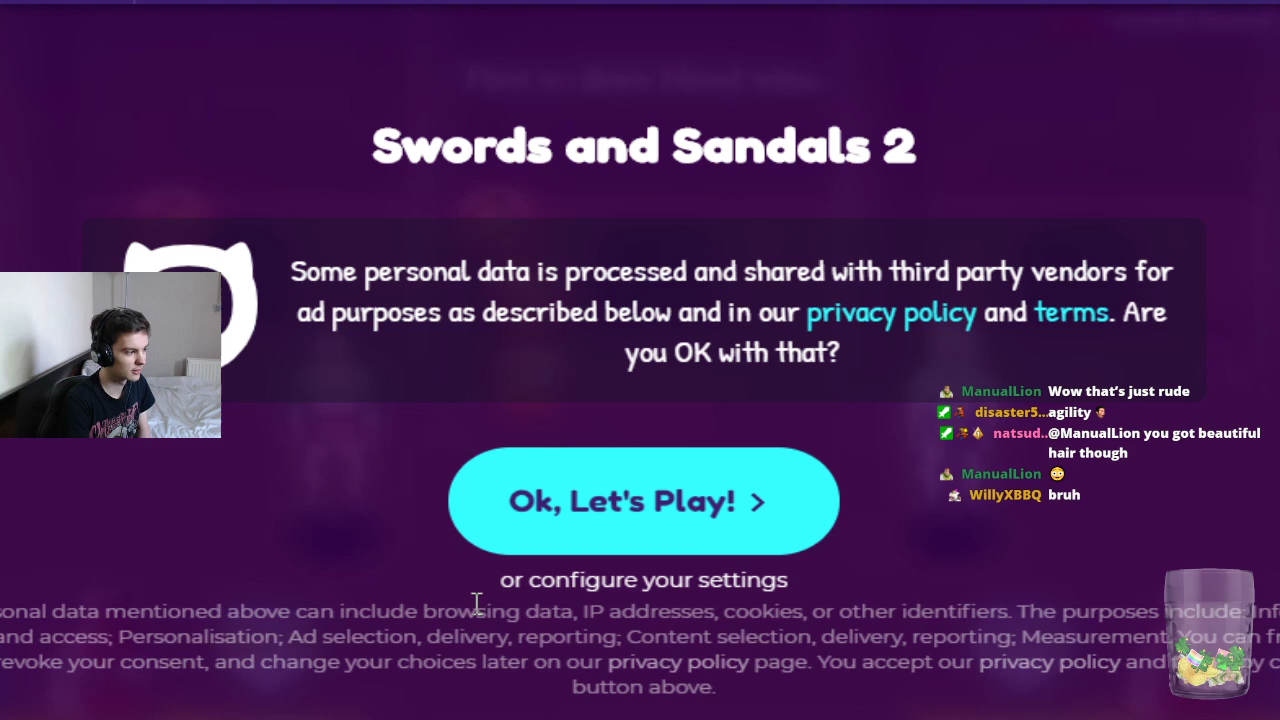 Swords and Sandals 2
Some personal data is processed and shared with third party vendors for
ad purposes as described below and in our privacy policy and terms. Are
you OK with that?
ManualLion Wow that's just rude
disaster5... agility
natsud.. @ManualLion you got beautiful
hair though
ManualLion
WillyXBBQ bruh
Ok, Let's Play! >
or configure your settings
sonal data mentioned above can include browsing data, IP addresses, cookies, or other identifiers. The purposes include: Inf
and access; Personalisation; Ad selection, delivery, reporting; Content selection, delivery, reporting; Measurement. You can fr
revoke your consent, and change your choices later on our privacy policy page. You accept our privacy policy and
button above.